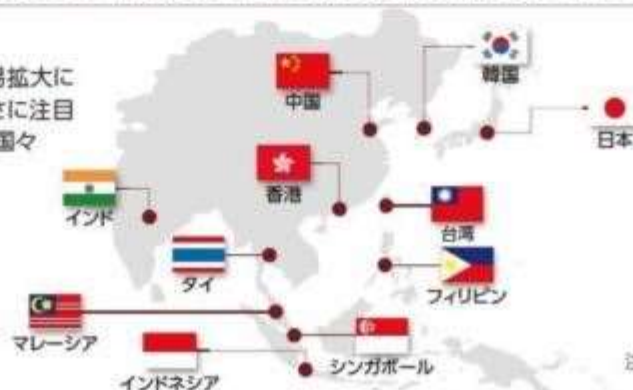 易拡大に
さに注目
国々
韓国
中国
日本
香港
インド
台湾
タイ
フィリピン
マレーシア
シンガポール
インドネシア